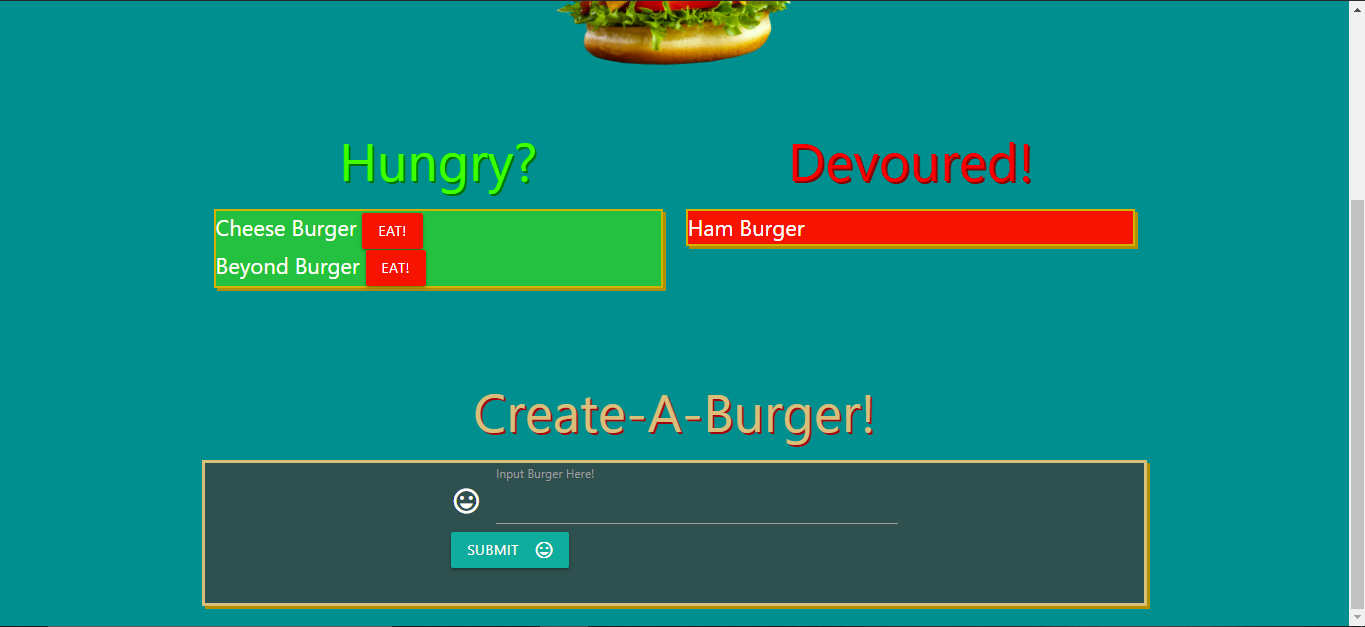 Hungry?
Cheese Burger EAT!
Beyond Burger EAT!
Devoured!
Ham Burger
Create-A-Burger!
Input Burger Here!
SUBMIT